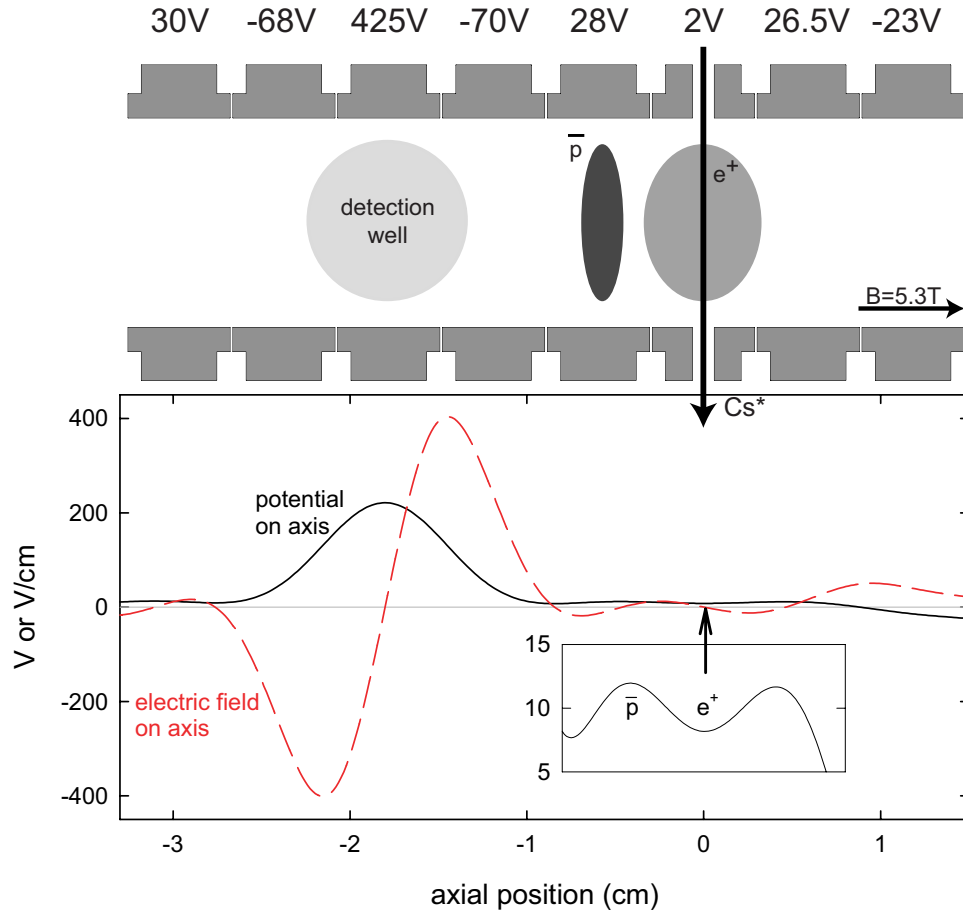 30V -68V 425V -70V 28V 2V 26.5V -23V
p̅
e⁺
detection
well
B=5.3T
Cs*
400
200
0
-200
-400
V or V/cm
potential
on axis
electric field
on axis
15
10
5
p̅
e⁺
-3 -2 -1 0 1
axial position (cm)